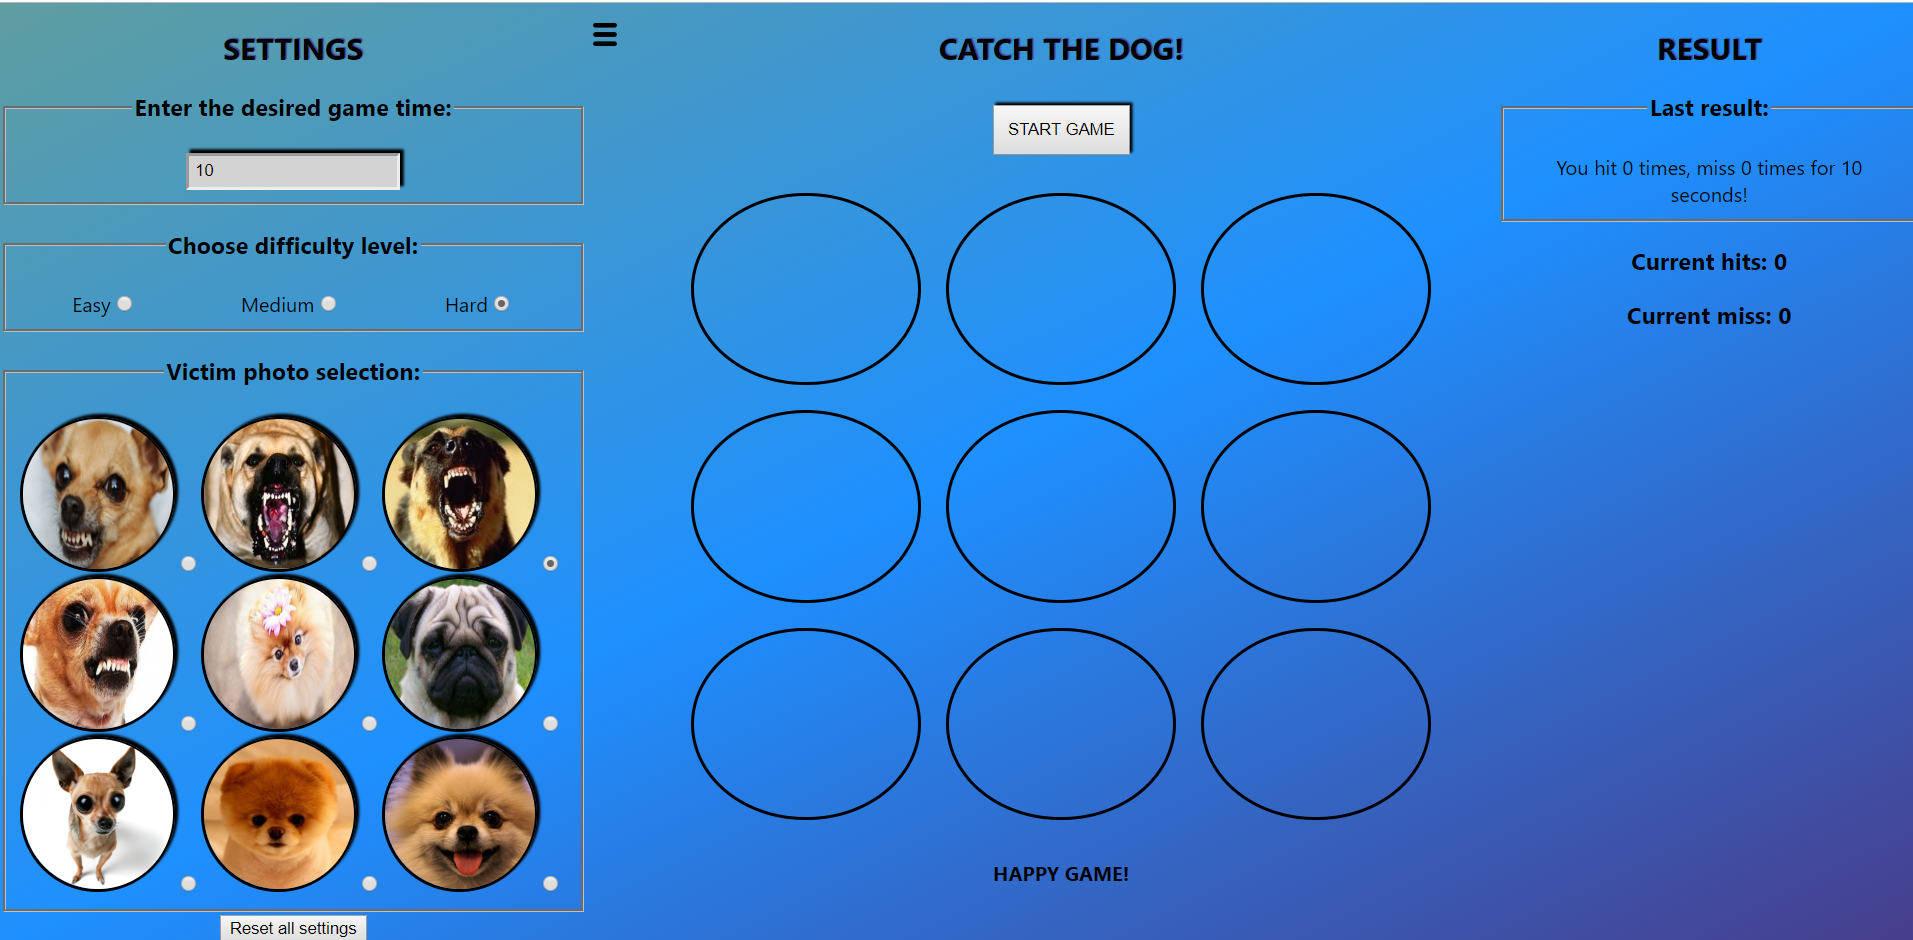 SETTINGS
Enter the desired game time:
10
Choose difficulty level:
Easy Medium Hard
Victim photo selection:
Reset all settings
CATCH THE DOG!
START GAME
HAPPY GAME!
RESULT
Last result:
You hit 0 times, miss 0 times for 10
seconds!
Current hits: 0
Current miss: 0